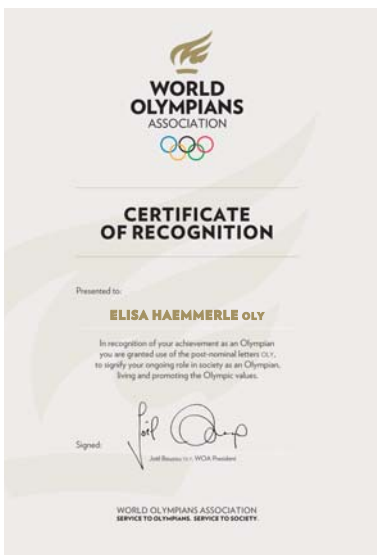 WORLD
OLYMPIANS
ASSOCIATION
CERTIFICATE
OF RECOGNITION
Presented to:
ELISA HAEMMERLE OLY
In recognition of your achievement as an Olympian
you are granted use of the post-nominal letters OLY,
to signify your ongoing role in society as an Olympian,
living and promoting the Olympic values.
Signed:
Joël Bouzou OLY, WOA President
WORLD OLYMPIANS ASSOCIATION
SERVICE TO OLYMPIANS. SERVICE TO SOCIETY.